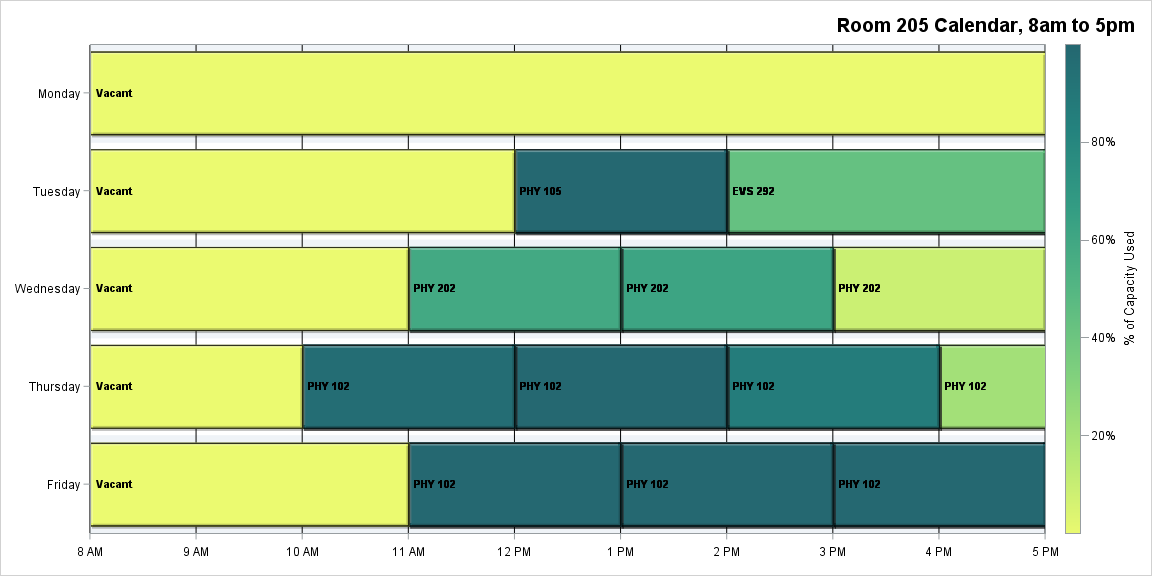 Room 205 Calendar, 8am to 5pm
Monday
Vacant
Tuesday
Vacant
PHY 105
EVS 292
Wednesday
Vacant
PHY 202
PHY 202
PHY 202
Thursday
Vacant
PHY 102
PHY 102
PHY 102
PHY 102
Friday
Vacant
PHY 102
PHY 102
PHY 102
8 AM
9 AM
10 AM
11 AM
12 PM
1 PM
2 PM
3 PM
4 PM
5 PM
80%
60%
40%
20%
% of Capacity Used